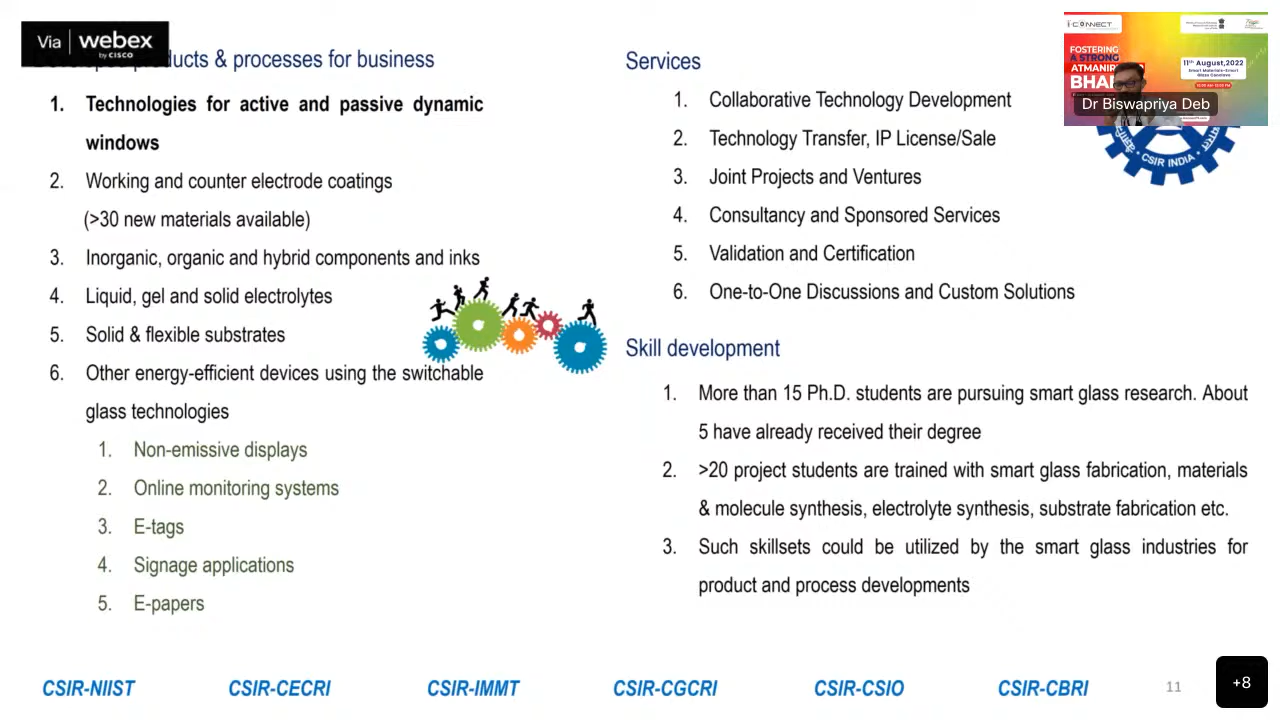 Via webex
by CISCO
products & processes for business
1. Technologies for active and passive dynamic
windows
2. Working and counter electrode coatings
(>30 new materials available)
3. Inorganic, organic and hybrid components and inks
4. Liquid, gel and solid electrolytes
5. Solid & flexible substrates
6. Other energy-efficient devices using the switchable
glass technologies
1. Non-emissive displays
2. Online monitoring systems
3. E-tags
4. Signage applications
5. E-papers
Services
1. Collaborative Technology Development
2. Technology Transfer, IP License/Sale
3. Joint Projects and Ventures
4. Consultancy and Sponsored Services
5. Validation and Certification
6. One-to-One Discussions and Custom Solutions
Skill development
1. More than 15 Ph.D. students are pursuing smart glass research. About
5 have already received their degree
2. >20 project students are trained with smart glass fabrication, materials
& molecule synthesis, electrolyte synthesis, substrate fabrication etc.
3. Such skillsets could be utilized by the smart glass industries for
product and process developments
i-CONNECT
FOSTERING
A STRONG
ATMANIR
BHA
11th August,2022
Smart Materials-Smart
Glass Conclave
Dr Biswapriya Deb
CSIR INDIA
CSIR-NIIST CSIR-CECRI CSIR-IMMT CSIR-CGCRI CSIR-CSIO CSIR-CBRI 11
+8